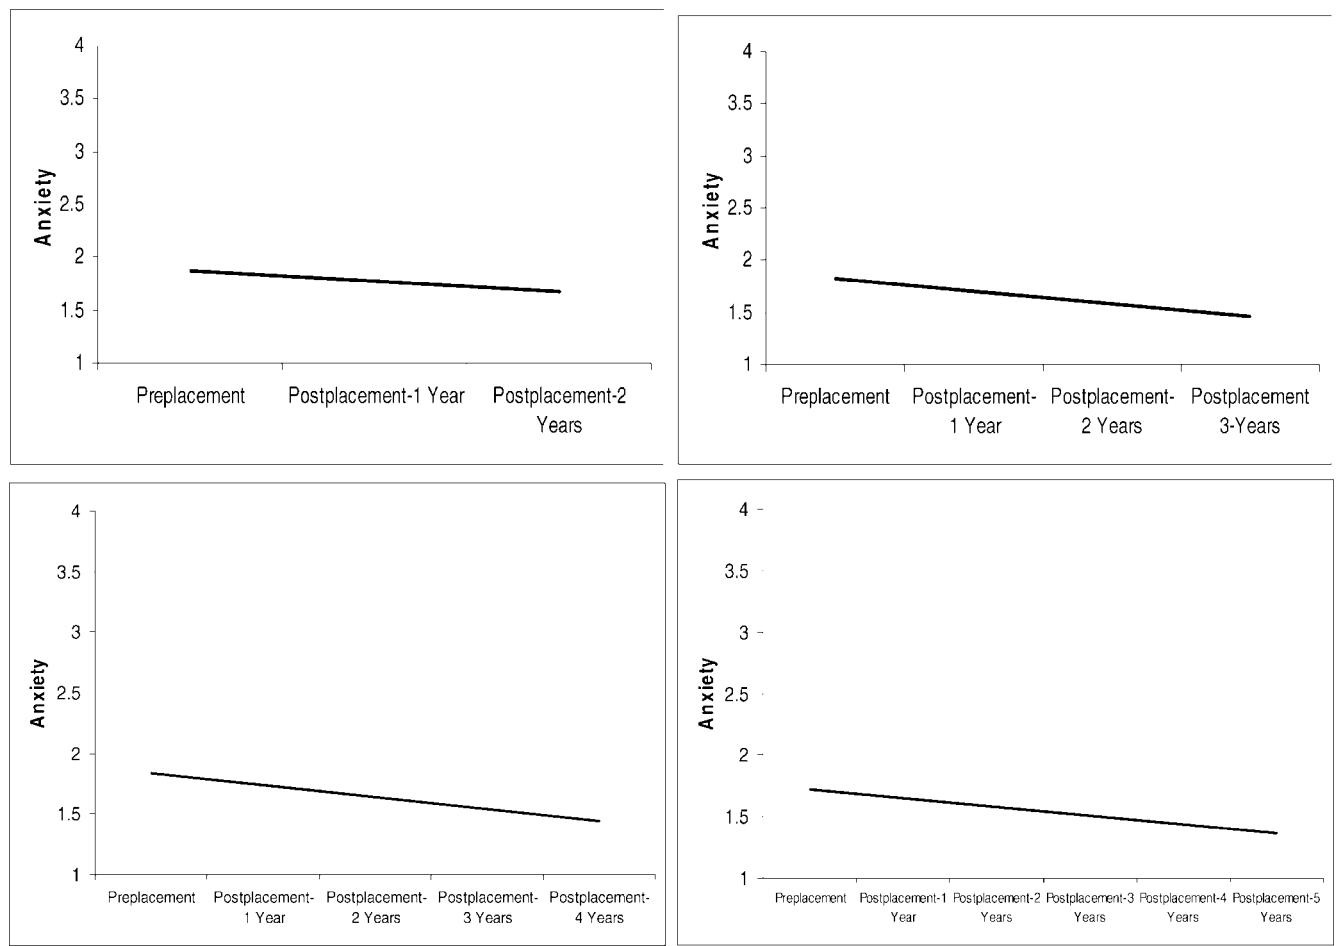 4
3.5
3
2.5
2
1.5
1
Anxiety
Preplacement Postplacement-1 Year Postplacement-2
Years
4
3.5
3
2.5
2
1.5
1
Anxiety
Preplacement Postplacement- Postplacement- Postplacement
1 Year 2 Years 3-Years
4
3.5
3
2.5
2
1.5
1
Anxiety
Preplacement Postplacement- Postplacement- Postplacement- Postplacement-
1 Year 2 Years 3 Years 4 Years
4
3.5
3
2.5
2
1.5
1
Anxiety
Preplacement Postplacement-1 Postplacement-2 Postplacement-3 Postplacement-4 Postplacement-5
Year Years Years Years Years